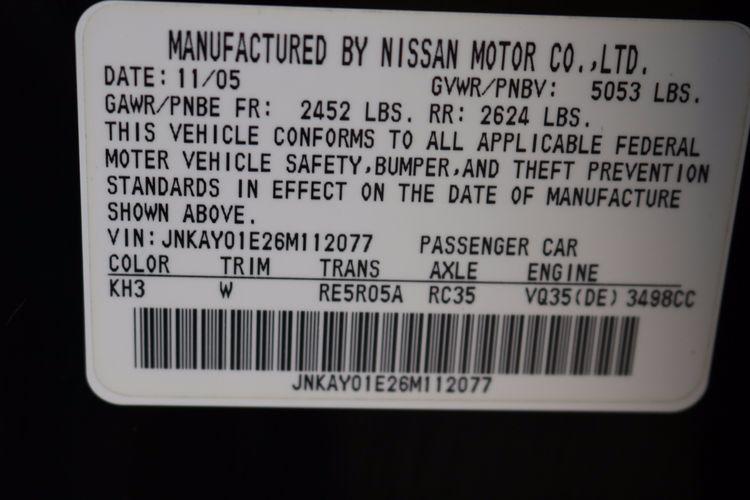 MANUFACTURED BY NISSAN MOTOR CO.,LTD.
DATE: 11/05 GVWR/PNBV: 5053 LBS.
GAWR/PNBE FR: 2452 LBS. RR: 2624 LBS.
THIS VEHICLE CONFORMS TO ALL APPLICABLE FEDERAL
MOTER VEHICLE SAFETY,BUMPER,AND THEFT PREVENTION
STANDARDS IN EFFECT ON THE DATE OF MANUFACTURE
SHOWN ABOVE.
VIN: JNKAY01E26M112077 PASSENGER CAR
COLOR TRIM TRANS AXLE ENGINE
KH3 W RE5R05A RC35 VQ35(DE) 3498CC
JNKAY01E26M112077